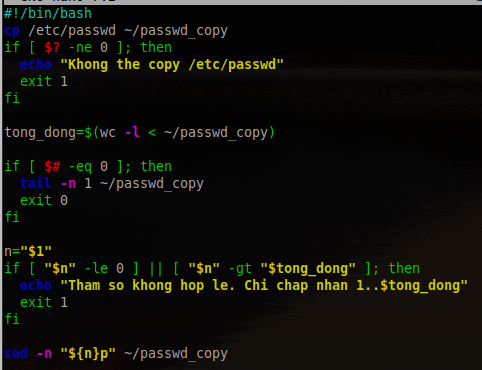 #!/bin/bash
cp /etc/passwd ~/passwd_copy
if [ $? -ne 0 ]; then
  echo "Khong the copy /etc/passwd"
  exit 1
fi

tong_dong=$(wc -l < ~/passwd_copy)

if [ $# -eq 0 ]; then
  tail -n 1 ~/passwd_copy
  exit 0
fi

n="$1"
if [ "$n" -le 0 ] || [ "$n" -gt "$tong_dong" ]; then
  echo "Tham so khong hop le. Chi chap nhan 1..$tong_dong"
  exit 1
fi

sed -n "${n}p" ~/passwd_copy